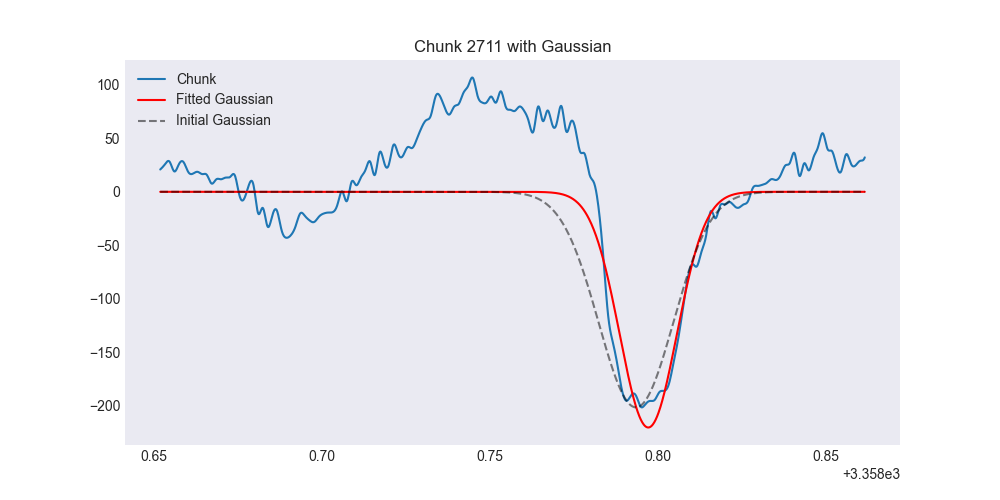 Chunk 2711 with Gaussian
Chunk
Fitted Gaussian
Initial Gaussian
100
50
0
−50
−100
−150
−200
0.65 0.70 0.75 0.80 0.85
+3.358e3